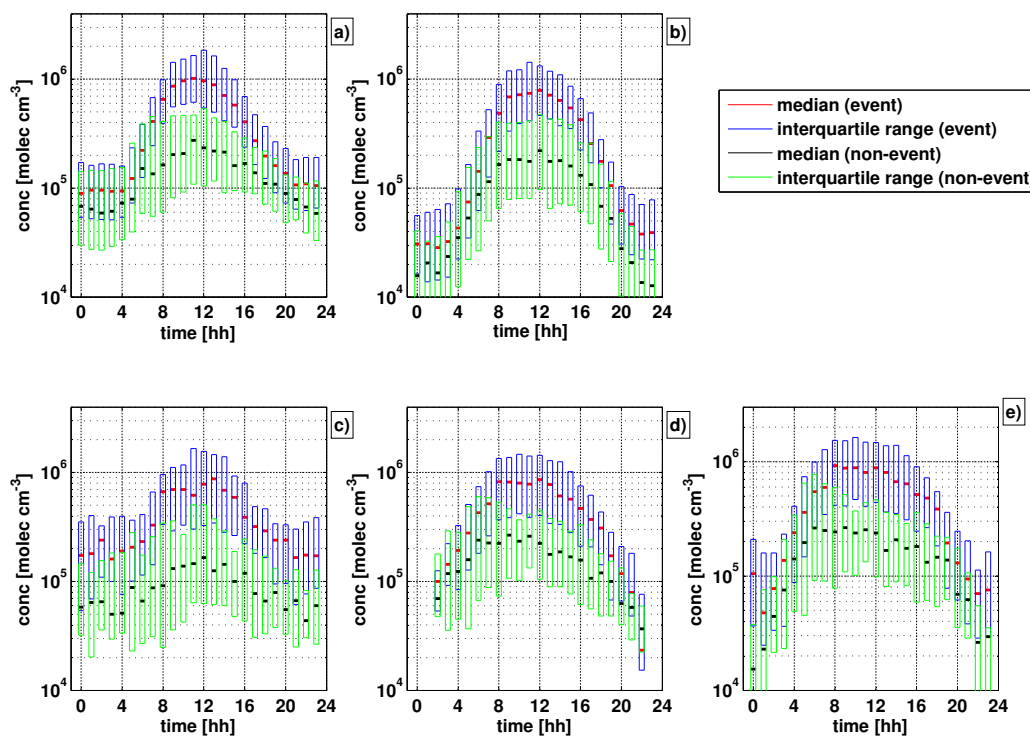 a)
conc [molec cm-3]
10^6
10^5
10^4
0 4 8 12 16 20 24
time [hh]
b)
conc [molec cm-3]
10^6
10^5
10^4
0 4 8 12 16 20 24
time [hh]
median (event)
interquartile range (event)
median (non-event)
interquartile range (non-event)
c)
conc [molec cm-3]
10^6
10^5
10^4
0 4 8 12 16 20 24
time [hh]
d)
conc [molec cm-3]
10^6
10^5
10^4
0 4 8 12 16 20 24
time [hh]
e)
conc [molec cm-3]
10^6
10^5
10^4
0 4 8 12 16 20 24
time [hh]